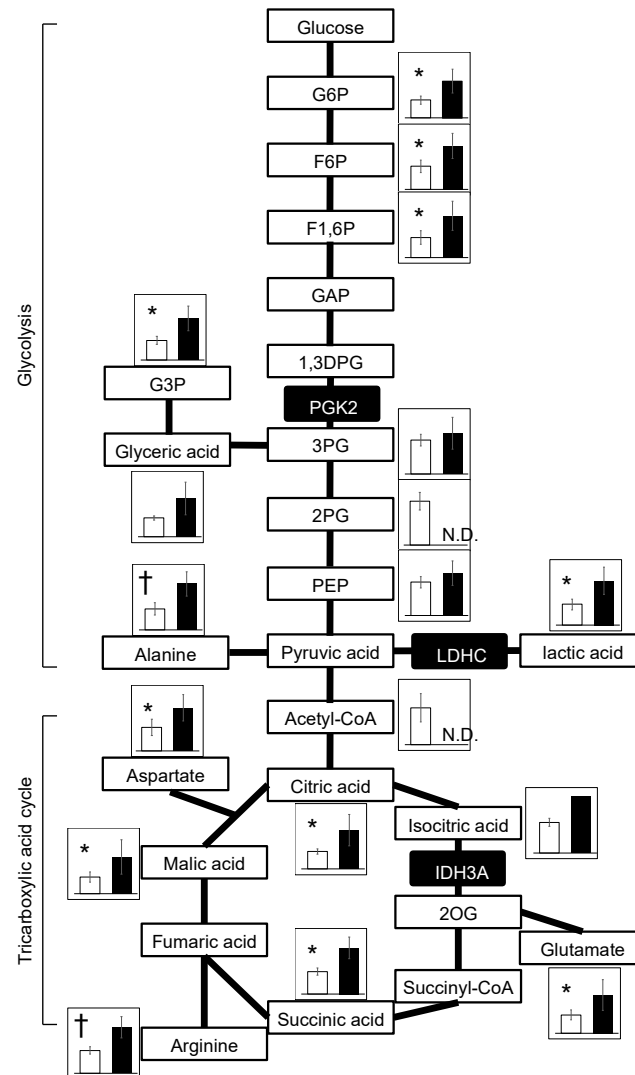 Glucose
*
G6P
*
F6P
*
F1,6P
GAP
*
1,3DPG
G3P
PGK2
Glyceric acid
3PG
2PG
N.D.
†
PEP
*
Alanine
Pyruvic acid
LDHC
lactic acid
Glycolysis
*
Acetyl-CoA
N.D.
Aspartate
Citric acid
Isocitric acid
*
*
Malic acid
IDH3A
2OG
Fumaric acid
*
Glutamate
Succinyl-CoA
*
†
Succinic acid
Arginine
Tricarboxylic acid cycle